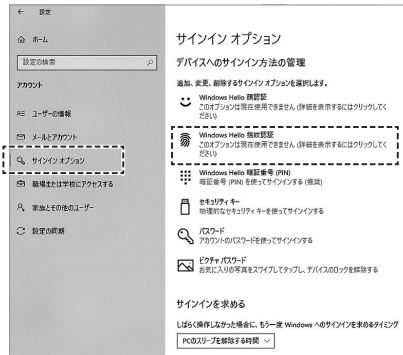 ← 設定
ホーム
設定の検索
アカウント
ユーザーの情報
メールとアカウント
サインイン オプション
職場または学校にアクセスする
家族とその他のユーザー
設定の同期
サインイン オプション
デバイスへのサインイン方法の管理
追加、変更、削除するサインイン オプションを選択します。
Windows Hello 顔認証
このオプションは現在使用できません (詳細を表示するにはクリックしてく
ださい)
Windows Hello 指紋認証
このオプションは現在使用できません (詳細を表示するにはクリックしてく
ださい)
Windows Hello 暗証番号 (PIN)
暗証番号 (PIN) を使ってサインインする (推奨)
セキュリティ キー
物理的なセキュリティ キーを使ってサインインする
パスワード
アカウントのパスワードを使ってサインインする
ピクチャ パスワード
お気に入りの写真をスワイプしてタップし、デバイスのロックを解除する
サインインを求める
しばらく操作しなかった場合に、もう一度 Windows へのサインインを求めるタイミング
PCのスリープを解除する時間